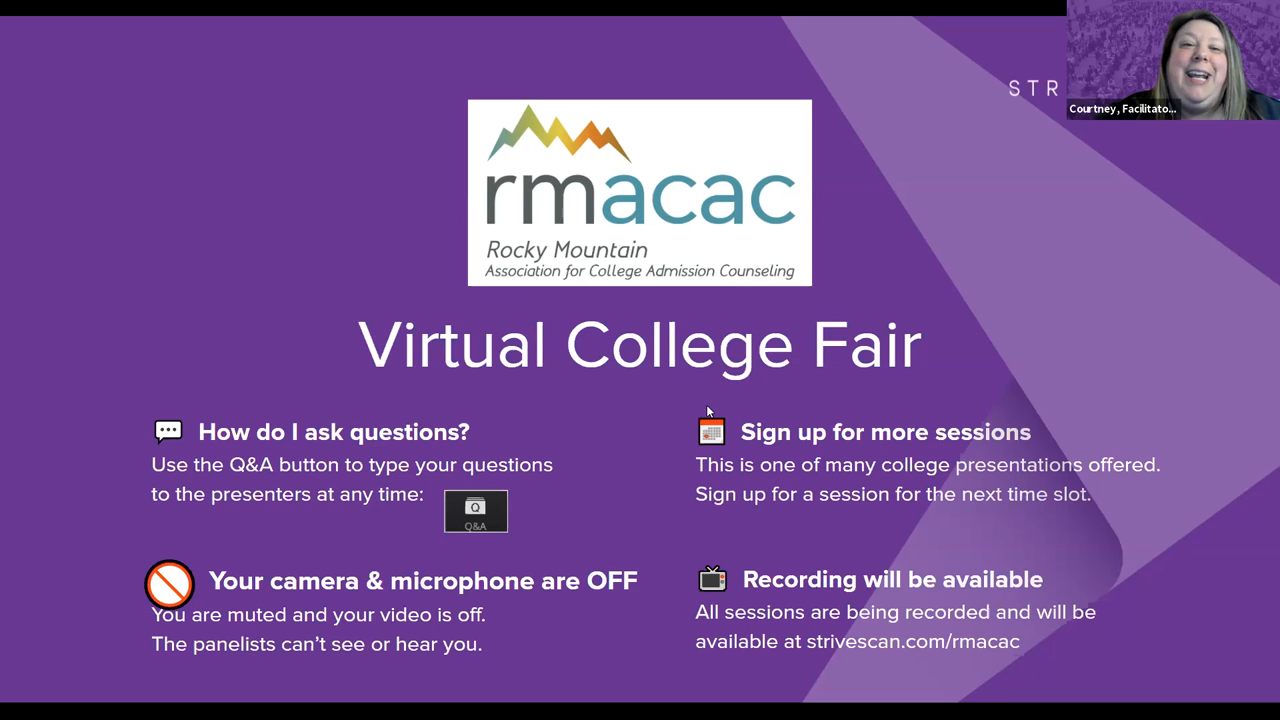 STR
Courtney, Facilitato...
rmacac
Rocky Mountain
Association for College Admission Counseling
Virtual College Fair
How do I ask questions?
Use the Q&A button to type your questions
to the presenters at any time:
Q
Q&A
Sign up for more sessions
This is one of many college presentations offered.
Sign up for a session for the next time slot.
Your camera & microphone are OFF
You are muted and your video is off.
The panelists can’t see or hear you.
Recording will be available
All sessions are being recorded and will be
available at strivescan.com/rmacac